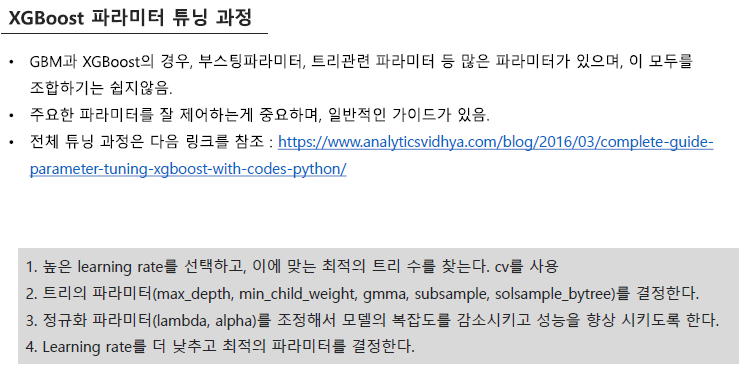 XGBoost 파라미터 튜닝 과정
• GBM과 XGBoost의 경우, 부스팅파라미터, 트리관련 파라미터 등 많은 파라미터가 있으며, 이 모두를
조합하기는 쉽지않음.
• 주요한 파라미터를 잘 제어하는게 중요하며, 일반적인 가이드가 있음.
• 전체 튜닝 과정은 다음 링크를 참조 : https://www.analyticsvidhya.com/blog/2016/03/complete-guide-
parameter-tuning-xgboost-with-codes-python/
1. 높은 learning rate를 선택하고, 이에 맞는 최적의 트리 수를 찾는다. cv를 사용
2. 트리의 파라미터(max_depth, min_child_weight, gmma, subsample, solsample_bytree)를 결정한다.
3. 정규화 파라미터(lambda, alpha)를 조정해서 모델의 복잡도를 감소시키고 성능을 향상 시키도록 한다.
4. Learning rate를 더 낮추고 최적의 파라미터를 결정한다.